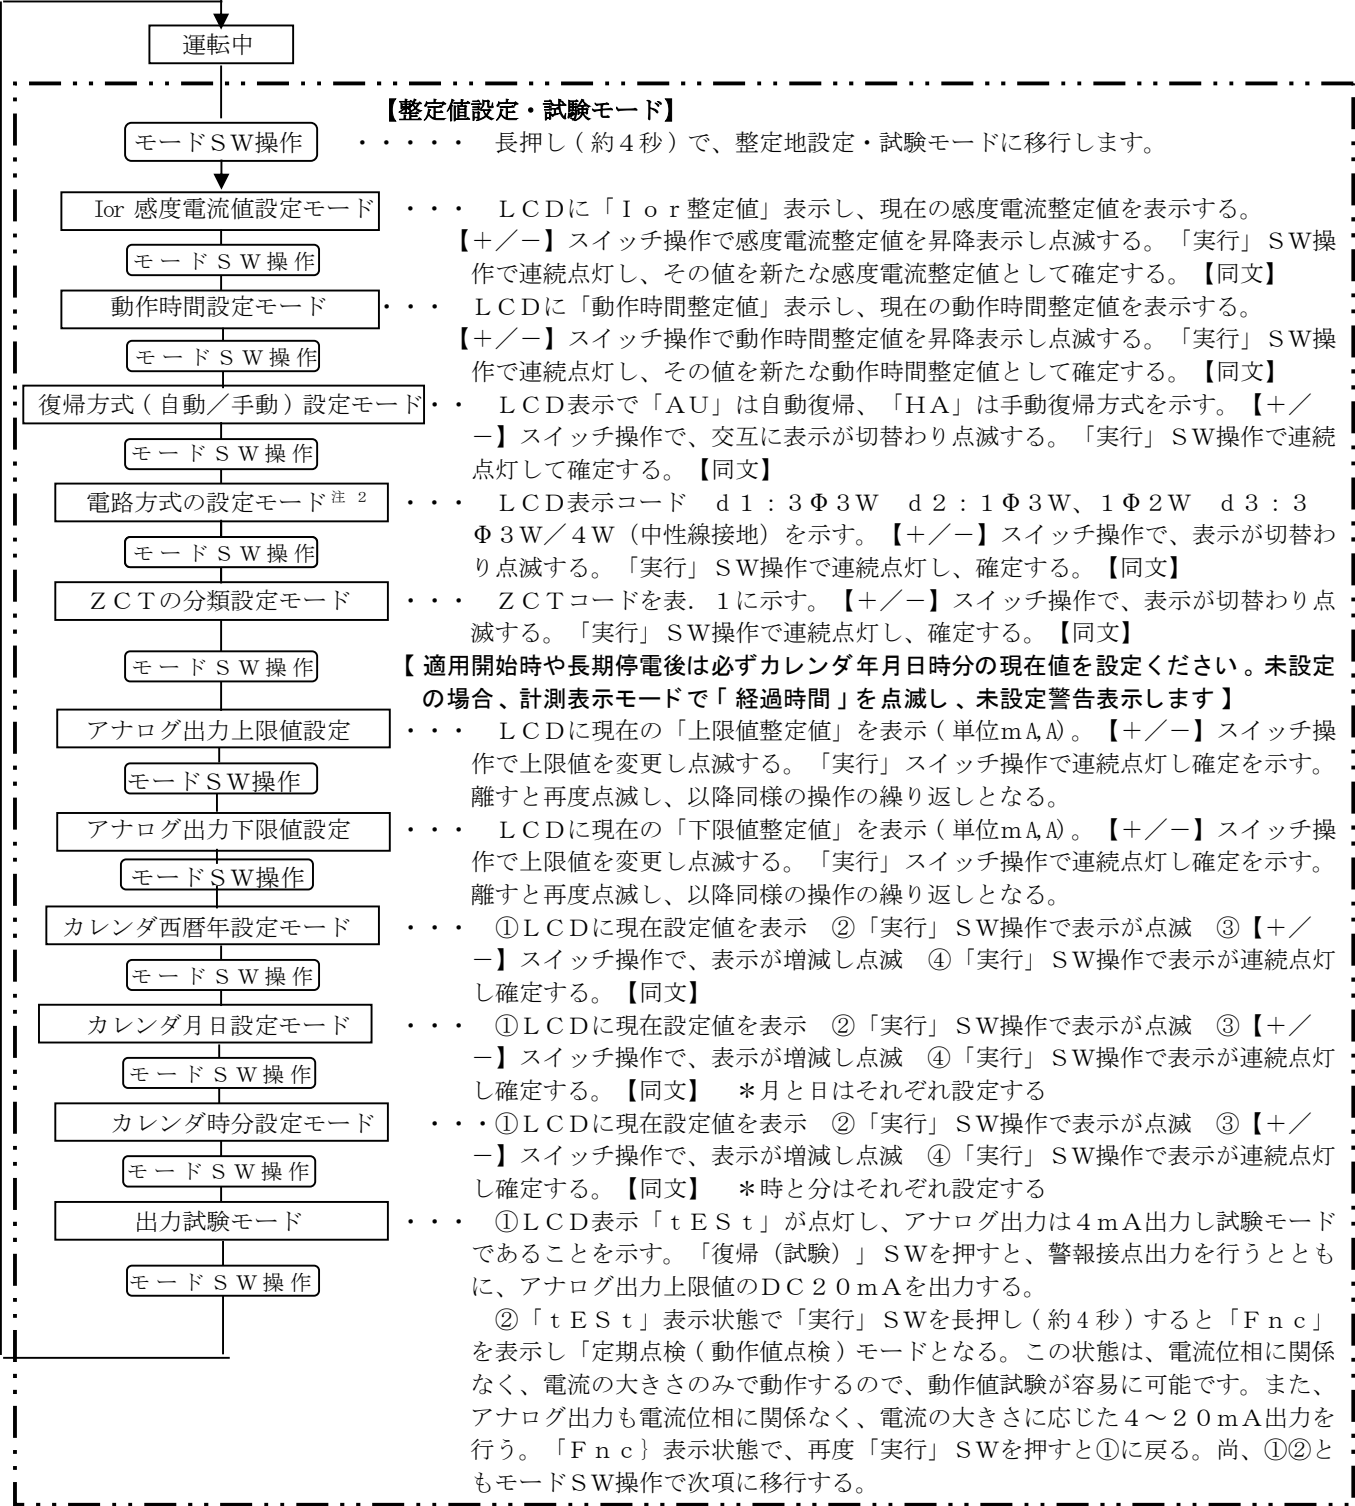 運転中
【整定値設定・試験モード】
モードＳＷ操作 ・・・・・ 長押し(約４秒)で、整定地設定・試験モードに移行します。
Ior 感度電流値設定モード ・・・ ＬＣＤに「Ｉｏｒ整定値」表示し、現在の感度電流整定値を表示する。
【＋／－】スイッチ操作で感度電流整定値を昇降表示し点滅する。「実行」ＳＷ操
モードＳＷ操作 作で連続点灯し、その値を新たな感度電流整定値として確定する。【同文】
動作時間設定モード ・・・ ＬＣＤに「動作時間整定値」表示し、現在の動作時間整定値を表示する。
【＋／－】スイッチ操作で動作時間整定値を昇降表示し点滅する。「実行」ＳＷ操
モードＳＷ操作 作で連続点灯し、その値を新たな動作時間整定値として確定する。【同文】
復帰方式(自動／手動)設定モード ・・ ＬＣＤ表示で「ＡＵ」は自動復帰、「ＨＡ」は手動復帰方式を示す。【＋／
－】スイッチ操作で、交互に表示が切替わり点滅する。「実行」ＳＷ操作で連続
モードＳＷ操作 点灯して確定する。【同文】
電路方式の設定モード注 2 ・・・ ＬＣＤ表示コード ｄ１：３Φ３Ｗ ｄ２：１Φ３Ｗ、１Φ２Ｗ ｄ３：３
Φ３Ｗ／４Ｗ（中性線接地）を示す。【＋／－】スイッチ操作で、表示が切替わ
モードＳＷ操作 り点滅する。「実行」ＳＷ操作で連続点灯し、確定する。【同文】
ＺＣＴの分類設定モード ・・・ ＺＣＴコードを表．１に示す。【＋／－】スイッチ操作で、表示が切替わり点
滅する。「実行」ＳＷ操作で連続点灯し、確定する。【同文】
モードＳＷ操作 【適用開始時や長期停電後は必ずカレンダ年月日時分の現在値を設定ください。未設定
の場合、計測表示モードで「経過時間」を点滅し、未設定警告表示します】
アナログ出力上限値設定 ・・・ ＬＣＤに現在の「上限値整定値」を表示(単位ｍA,A)。【＋／－】スイッチ操
作で上限値を変更し点滅する。「実行」スイッチ操作で連続点灯し確定を示す。
モードＳＷ操作 離すと再度点滅し、以降同様の操作の繰り返しとなる。
アナログ出力下限値設定 ・・・ ＬＣＤに現在の「下限値整定値」を表示(単位ｍA,A)。【＋／－】スイッチ操
作で上限値を変更し点滅する。「実行」スイッチ操作で連続点灯し確定を示す。
モードＳＷ操作 離すと再度点滅し、以降同様の操作の繰り返しとなる。
カレンダ西暦年設定モード ・・・ ①ＬＣＤに現在設定値を表示 ②「実行」ＳＷ操作で表示が点滅 ③【＋／
－】スイッチ操作で、表示が増減し点滅 ④「実行」ＳＷ操作で表示が連続点灯
モードＳＷ操作 し確定する。【同文】
カレンダ月日設定モード ・・・ ①ＬＣＤに現在設定値を表示 ②「実行」ＳＷ操作で表示が点滅 ③【＋／
－】スイッチ操作で、表示が増減し点滅 ④「実行」ＳＷ操作で表示が連続点灯
モードＳＷ操作 し確定する。【同文】 ＊月と日はそれぞれ設定する
カレンダ時分設定モード ・・・①ＬＣＤに現在設定値を表示 ②「実行」ＳＷ操作で表示が点滅 ③【＋／
－】スイッチ操作で、表示が増減し点滅 ④「実行」ＳＷ操作で表示が連続点灯
モードＳＷ操作 し確定する。【同文】 ＊時と分はそれぞれ設定する
出力試験モード ・・・ ①ＬＣＤ表示「ｔＥＳｔ」が点灯し、アナログ出力は４ｍＡ出力し試験モード
であることを示す。「復帰（試験）」ＳＷを押すと、警報接点出力を行うととも
モードＳＷ操作 に、アナログ出力上限値のＤＣ２０ｍＡを出力する。
②「ｔＥＳｔ」表示状態で「実行」ＳＷを長押し(約４秒)すると「Ｆｎｃ」
を表示し「定期点検(動作値点検)モードとなる。この状態は、電流位相に関係
なく、電流の大きさのみで動作するので、動作値試験が容易に可能です。また、
アナログ出力も電流位相に関係なく、電流の大きさに応じた４～２０ｍＡ出力を
行う。「Ｆｎｃ｝表示状態で、再度「実行」ＳＷを押すと①に戻る。尚、①②と
もモードＳＷ操作で次項に移行する。